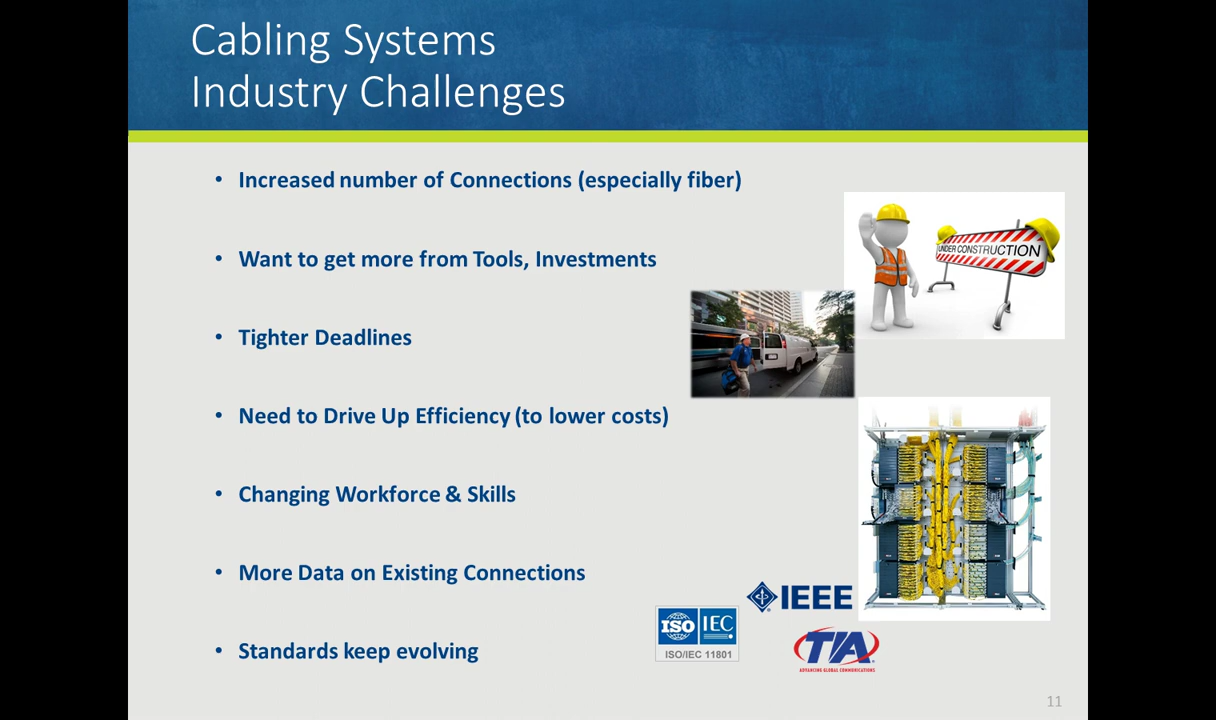 Cabling Systems
Industry Challenges
• Increased number of Connections (especially fiber)
• Want to get more from Tools, Investments
• Tighter Deadlines
• Need to Drive Up Efficiency (to lower costs)
• Changing Workforce & Skills
• More Data on Existing Connections
• Standards keep evolving
UNDER CONSTRUCTION
IEEE
ISO IEC
ISO/IEC 11801
TIA
ADVANCING GLOBAL COMMUNICATIONS
11